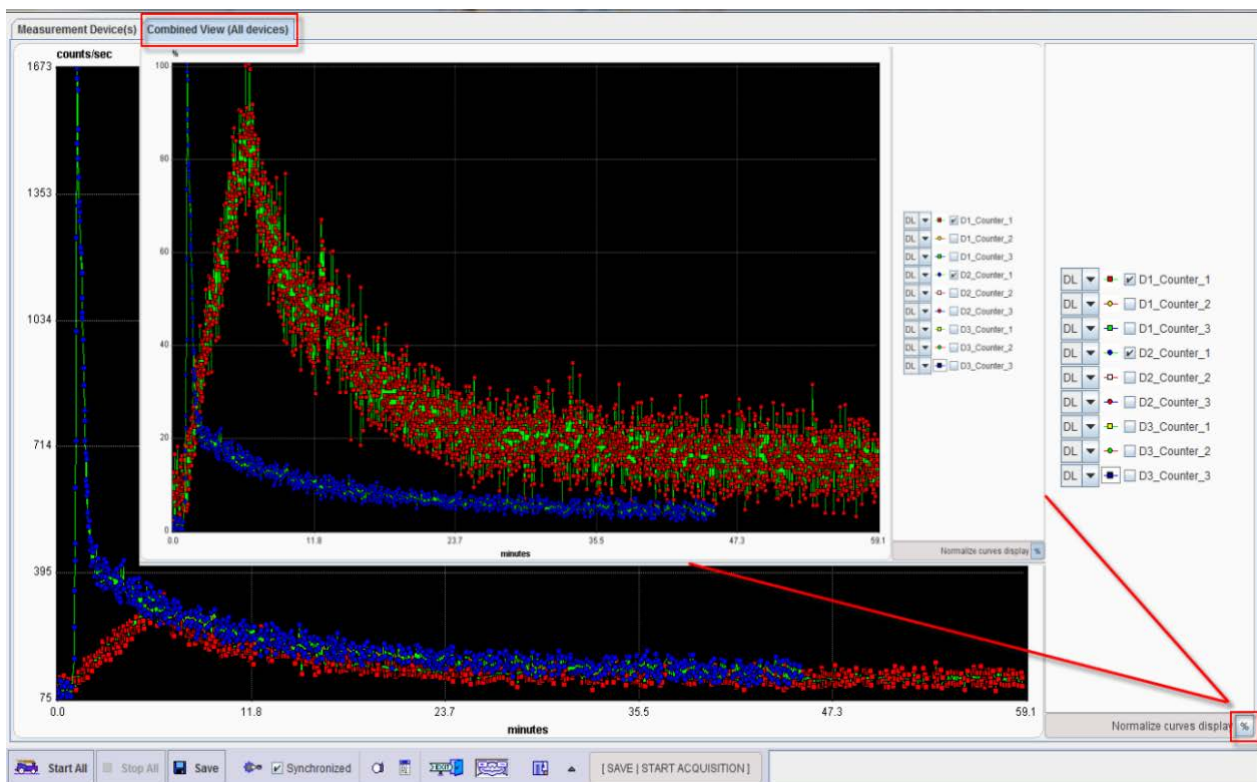 Measurement Device(s) Combined View (All devices)
counts/sec
1673
1353
1034
714
395
75
0.0 11.8 23.7 35.5 47.3 59.1
minutes
%
100
80
60
40
20
0
0.0 11.8 23.7 35.5 47.3 59.1
minutes
DL D1_Counter_1
DL D1_Counter_2
DL D1_Counter_3
DL D2_Counter_1
DL D2_Counter_2
DL D2_Counter_3
DL D3_Counter_1
DL D3_Counter_2
DL D3_Counter_3
Normalize curves display %
DL D1_Counter_1
DL D1_Counter_2
DL D1_Counter_3
DL D2_Counter_1
DL D2_Counter_2
DL D2_Counter_3
DL D3_Counter_1
DL D3_Counter_2
DL D3_Counter_3
Normalize curves display %
Start All Stop All Save Synchronized EXIT [ SAVE | START ACQUISITION ]